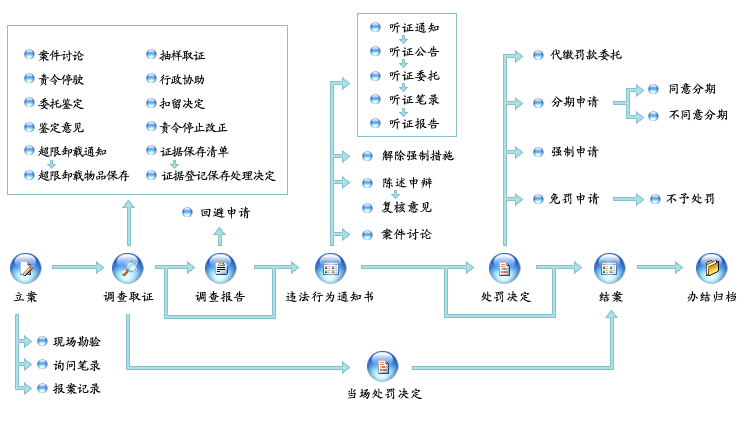 案件讨论
责令停驶
委托鉴定
鉴定意见
超限卸载通知
超限卸载物品保存
抽样取证
行政协助
扣留决定
责令停止改正
证据保存清单
证据登记保存处理决定
回避申请
听证通知
听证公告
听证委托
听证笔录
听证报告
解除强制措施
陈述申辩
复核意见
案件讨论
代缴罚款委托
分期申请
同意分期
不同意分期
强制申请
免罚申请
不予处罚
立案
调查取证
调查报告
违法行为通知书
处罚决定
结案
办结归档
现场勘验
询问笔录
报案记录
当场处罚决定